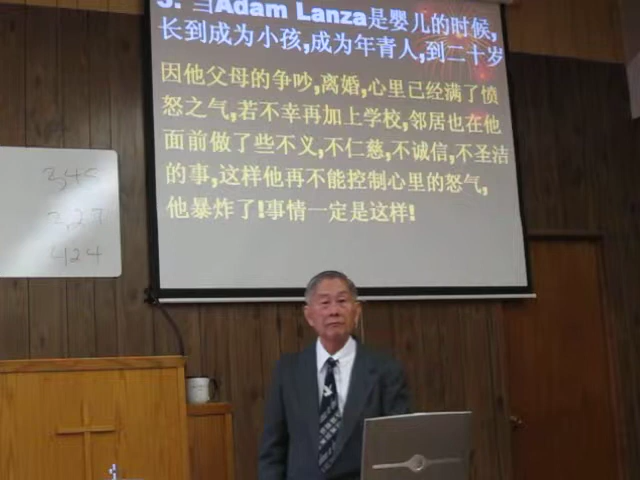 3. 当Adam Lanza是婴儿的时候,
长到成为小孩,成为年青人,到二十岁
因他父母的争吵,离婚,心里已经满了愤
怒之气,若不幸再加上学校,邻居也在他
面前做了些不义,不仁慈,不诚信,不圣洁
的事,这样他再不能控制心里的怒气,
他暴炸了!事情一定是这样!
3,45
2,27
424